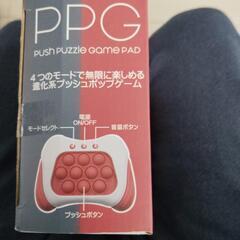 PPG
PUSH PUZZLE GAME PAD
4つのモードで無限に楽しめる
進化系プッシュポップゲーム
電源
ON/OFF
モードセレクト
音量ボタン
プッシュボタン